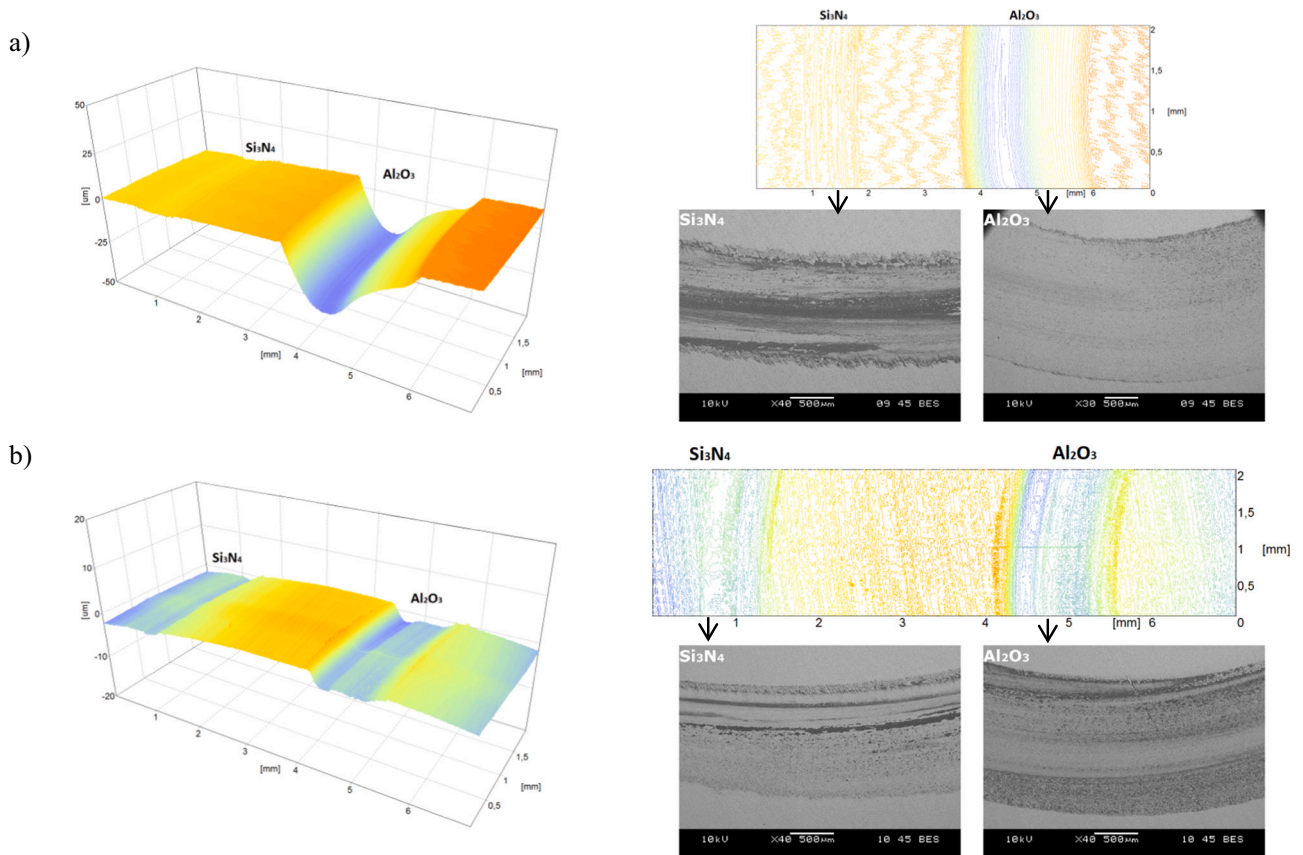 a)
50
25
0
-25
-50
[um]
Si₃N₄
Al₂O₃
1
2
3
[mm]
4
5
6
0,5
1
[mm]
1,5
Si₃N₄ Al₂O₃
2
1,5
1
[mm]
0,5
1 2 3 4 5 [mm] 6 0
Si₃N₄
10kV X40 500µm 09 45 BES
Al₂O₃
10kV X30 500µm 09 45 BES
b)
20
10
0
-10
-20
[um]
Si₃N₄
Al₂O₃
1
2
3
[mm]
4
5
6
0,5
1
[mm]
1,5
Si₃N₄ Al₂O₃
2
1,5
1 [mm]
0,5
1 2 3 4 5 [mm] 6 0
Si₃N₄
10kV X40 500µm 10 45 BES
Al₂O₃
10kV X40 500µm 10 45 BES